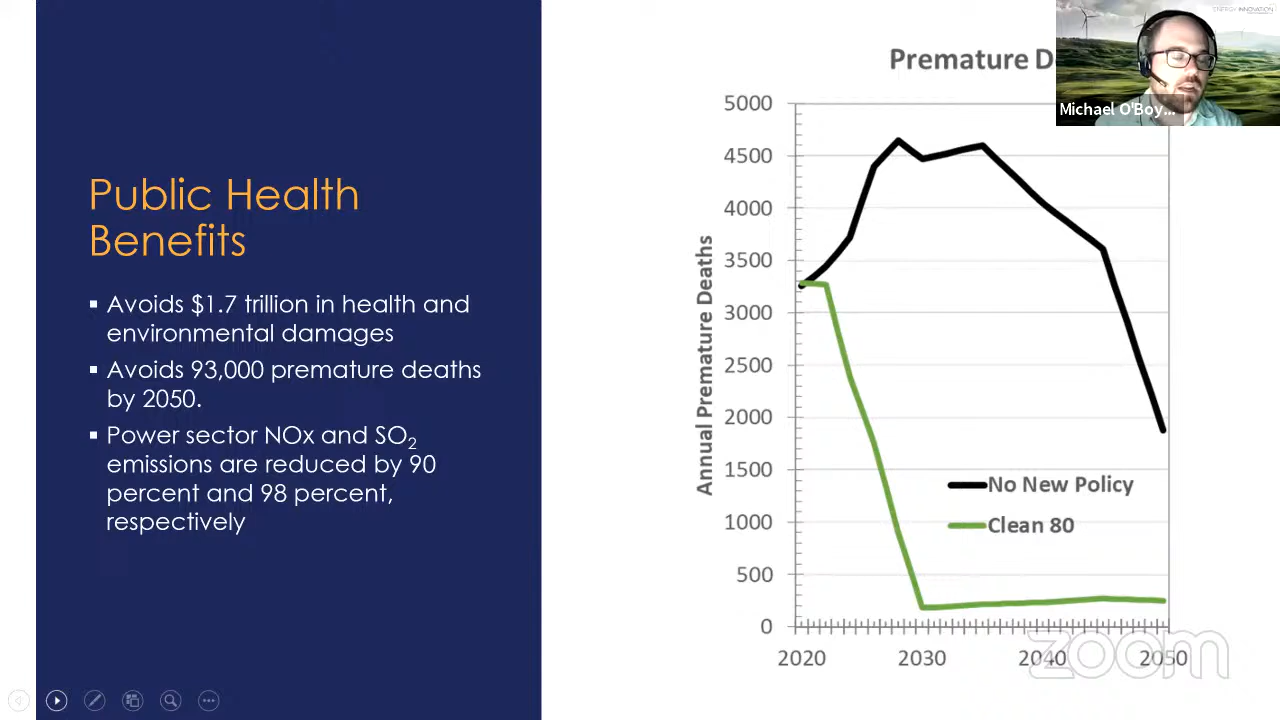 ENERGY INNOVATION
Michael O'Boy...
Public Health
Benefits
▪ Avoids $1.7 trillion in health and
environmental damages
▪ Avoids 93,000 premature deaths
by 2050.
▪ Power sector NOx and SO₂
emissions are reduced by 90
percent and 98 percent,
respectively
Premature D
Annual Premature Deaths
5000
4500
4000
3500
3000
2500
2000
1500
1000
500
0
No New Policy
Clean 80
2020 2030 2040 2050
zoom